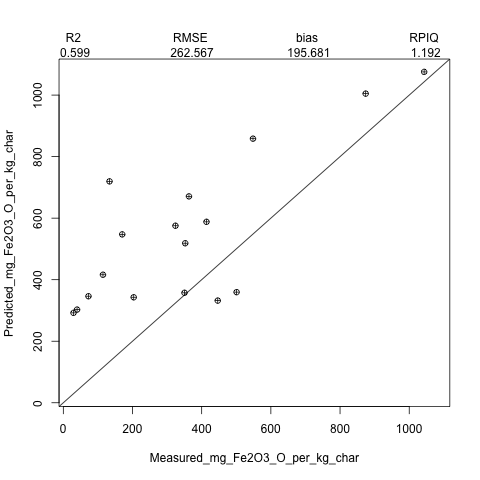 R2 RMSE bias RPIQ
0.599 262.567 195.681 1.192
Predicted_mg_Fe2O3_O_per_kg_char
1000
800
600
400
200
0
0 200 400 600 800 1000
Measured_mg_Fe2O3_O_per_kg_char